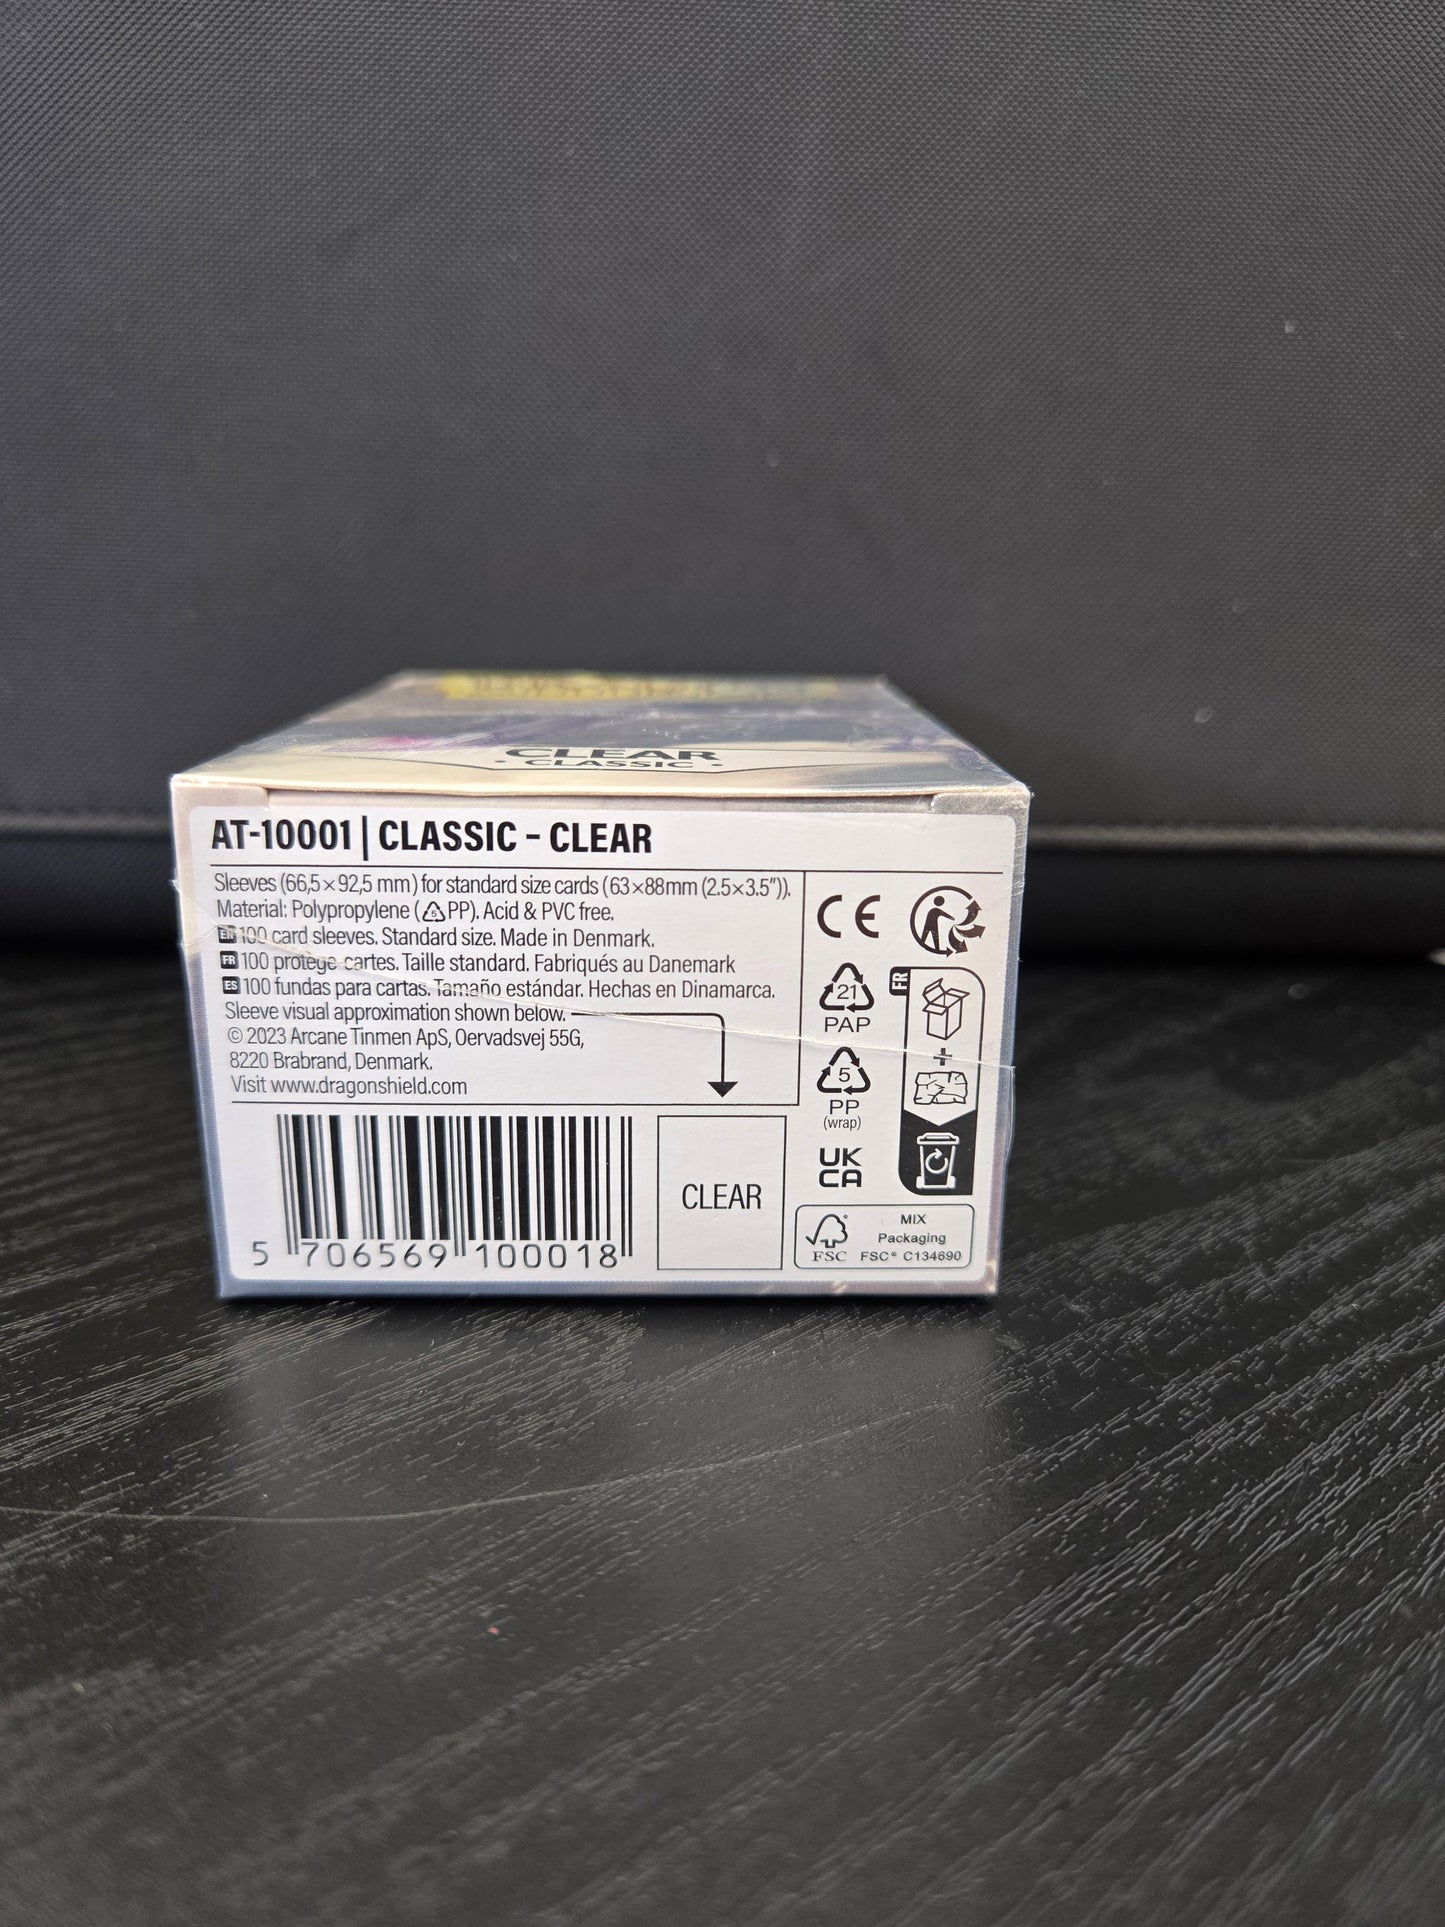 CLEAR
• CLASSIC •
AT-10001 | CLASSIC - CLEAR
Sleeves (66,5×92,5 mm) for standard size cards (63×88mm (2.5×3.5")).
Material: Polypropylene (5 PP). Acid & PVC free.
EN 100 card sleeves. Standard size. Made in Denmark.
FR 100 protège-cartes. Taille standard. Fabriqués au Danemark
ES 100 fundas para cartas. Tamaño estándar. Hechas en Dinamarca.
Sleeve visual approximation shown below.
© 2023 Arcane Tinmen ApS, Oervadsvej 55G,
8220 Brabrand, Denmark.
Visit www.dragonshield.com
CE
21
PAP
5
PP
(wrap)
UK
CA
FR
+
5 706569 100018
CLEAR
FSC
MIX
Packaging
FSC® C134690